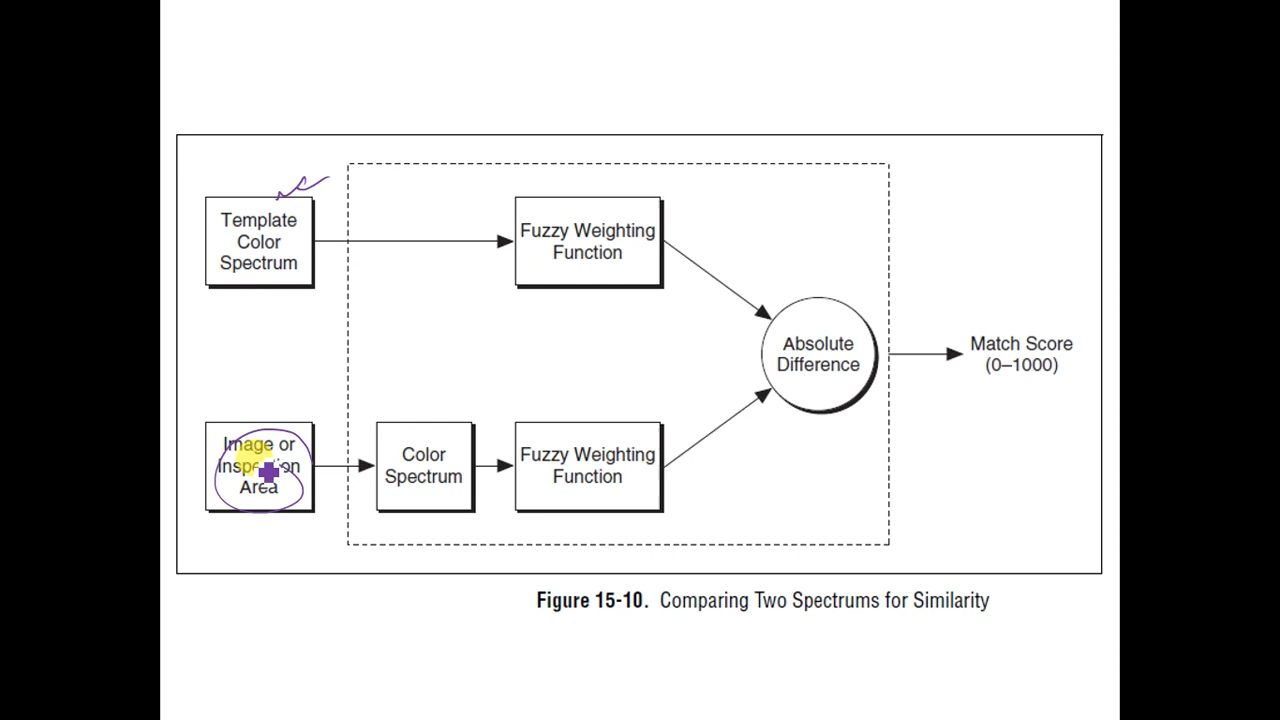 Template
Color
Spectrum
Fuzzy Weighting
Function
Absolute
Difference
Match Score
(0–1000)
Image or
Inspection
Area
Color
Spectrum
Fuzzy Weighting
Function
Figure 15-10. Comparing Two Spectrums for Similarity